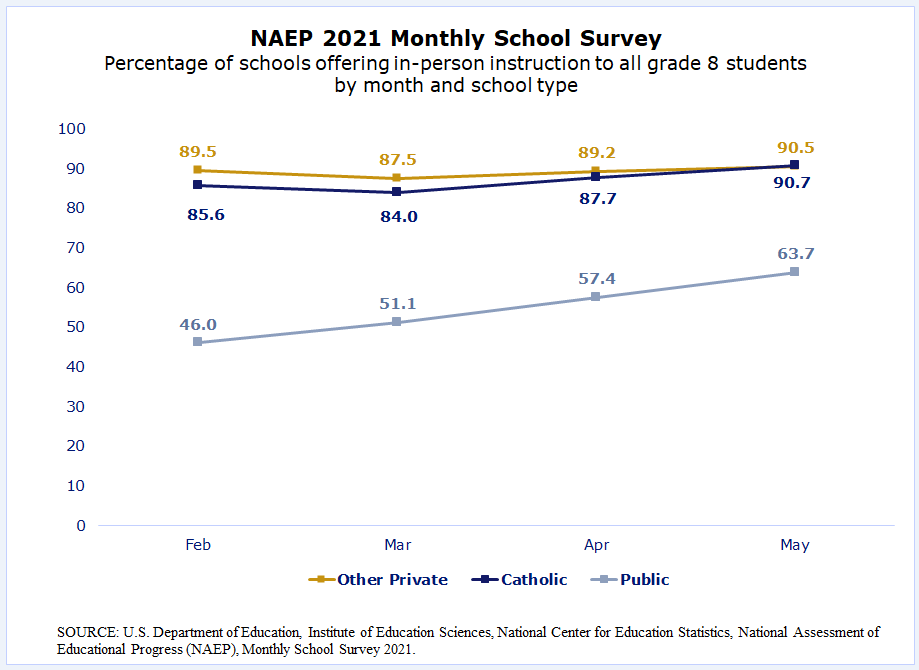 NAEP 2021 Monthly School Survey
Percentage of schools offering in-person instruction to all grade 8 students
by month and school type
100
90
80
70
60
50
40
30
20
10
0
89.5
87.5
89.2
90.5
85.6
84.0
87.7
90.7
46.0
51.1
57.4
63.7
Feb
Mar
Apr
May
Other Private
Catholic
Public
SOURCE: U.S. Department of Education, Institute of Education Sciences, National Center for Education Statistics, National Assessment of
Educational Progress (NAEP), Monthly School Survey 2021.